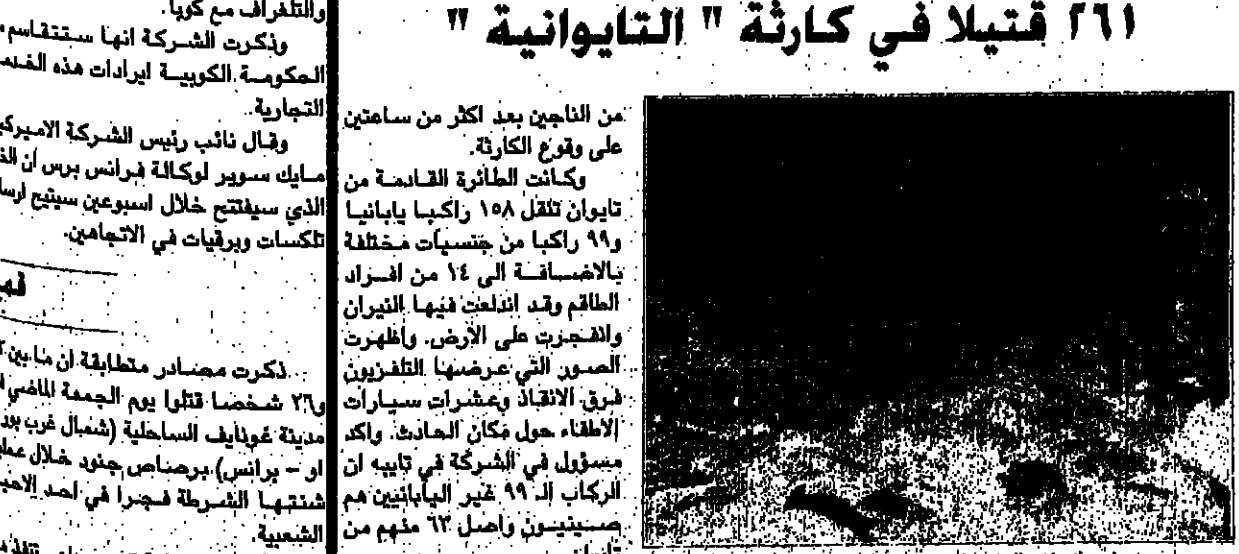 ٢٦١ قتيلا في كارثة " التايوانية "
من الناجين بعد اكثر من ساعتين
على وقوع الكارثة.
وكانت الطائرة القادمة من
تايوان تنقل ١٥٨ راكبا يابانيا
و٩٩ راكبا من جنسيات مختلفة
بالاضافة الى ١٤ من افراد
الطاقم وقد اندلعت فيها النيران
وانفجرت على الارض. واظهرت
الصور التي عرضها التلفزيون
فرق الانقاذ وعشرات سيارات
الاطفاء حول مكان الحادث. واكد
مسؤول في الشركة في تايبه ان
الركاب الـ ٩٩ غير اليابانيين هم
صينيون واصل ٦٣ منهم من
والتلغراف مع كوبا.
وذكرت الشركة انها ستتقاسم
الحكومة الكوبية ايرادات هذه
التجارية.
وقال نائب رئيس الشركة
مايك سوير لوكالة فرانس برس ان
الذي سيفتتح خلال اسبوعين سيتيح
تلكسات وبرقيات في الاتجاهين.
ذكرت مصادر متطابقة ان ما بين
و٢٦ شخصا قتلوا يوم الجمعة الماضي
مدينة غونايف الساحلية (شمال غرب
او - برانس) برصاص جنود خلال
شنتها الشرطة فجرا في احد
الشعبية.